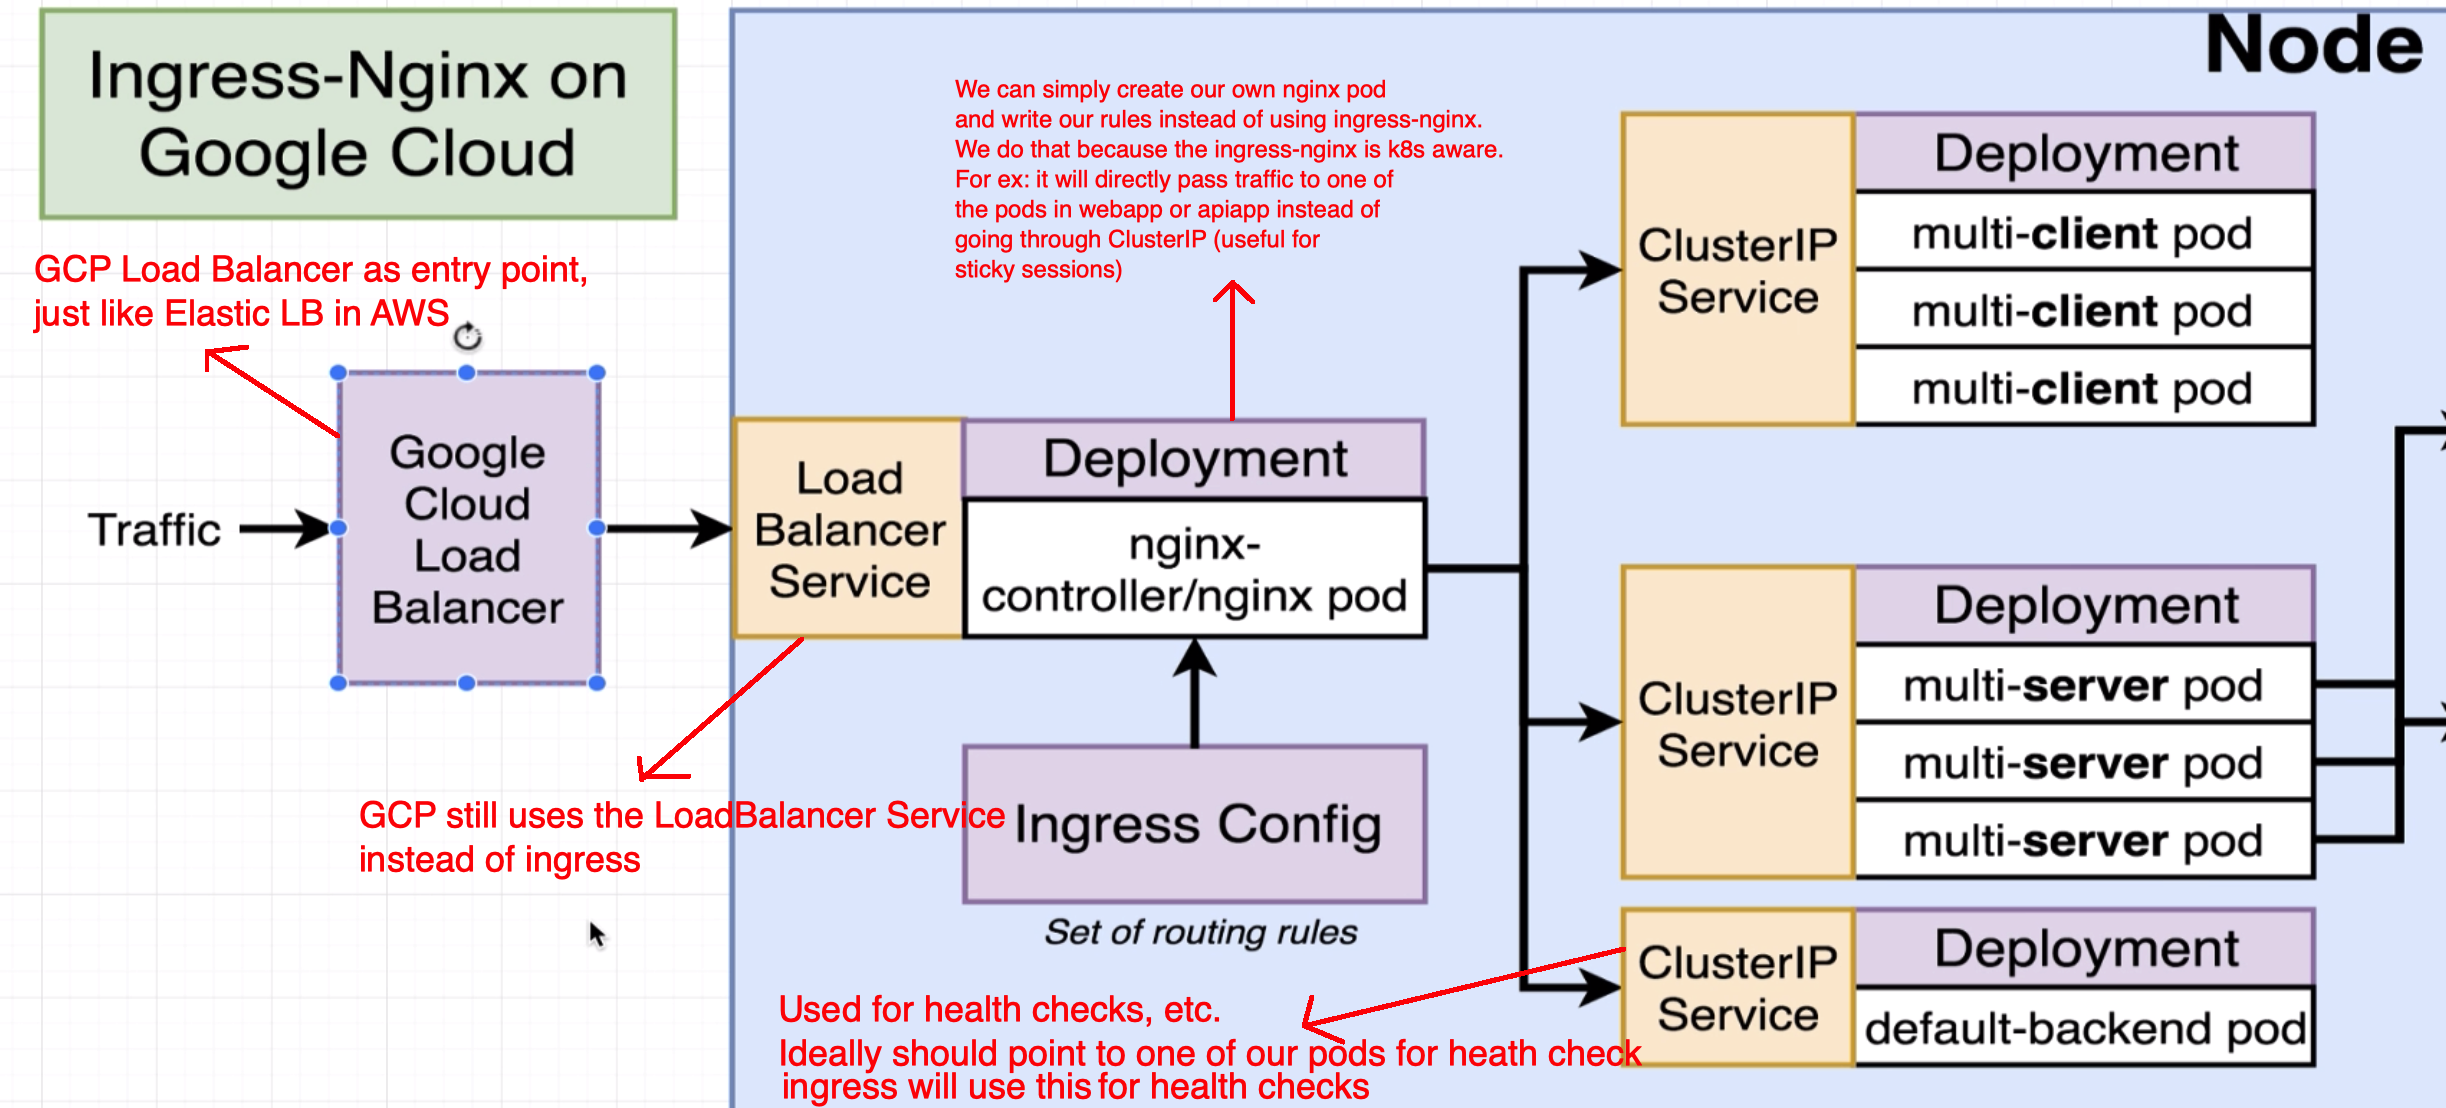 Ingress-Nginx on
Google Cloud
GCP Load Balancer as entry point,
just like Elastic LB in AWS
Traffic
Google
Cloud
Load
Balancer
GCP still uses the LoadBalancer Service
instead of ingress
Node
We can simply create our own nginx pod
and write our rules instead of using ingress-nginx.
We do that because the ingress-nginx is k8s aware.
For ex: it will directly pass traffic to one of
the pods in webapp or apiapp instead of
going through ClusterIP (useful for
sticky sessions)
Load
Balancer
Service
Deployment
nginx-
controller/nginx pod
Ingress Config
Set of routing rules
Used for health checks, etc.
Ideally should point to one of our pods for heath check
ingress will use this for health checks
ClusterIP
Service
Deployment
multi-client pod
multi-client pod
multi-client pod
ClusterIP
Service
Deployment
multi-server pod
multi-server pod
multi-server pod
ClusterIP
Service
Deployment
default-backend pod